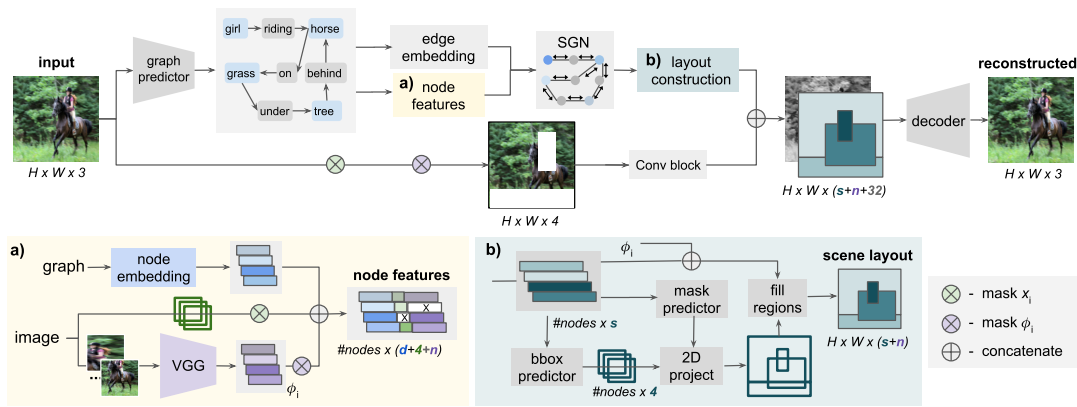 input
H x W x 3
graph
predictor
girl
riding
horse
grass
on
behind
under
tree
edge
embedding
a)
node
features
SGN
b)
layout
construction
H x W x 4
Conv block
H x W x (s+n+32)
decoder
reconstructed
H x W x 3
a)
graph
node
embedding
image
...
VGG
ϕi
X
X
node features
#nodes x (d+4+n)
b)
ϕi
#nodes x s
bbox
predictor
#nodes x 4
mask
predictor
2D
project
fill
regions
scene layout
H x W x (s+n)
- mask xi
- mask ϕi
- concatenate